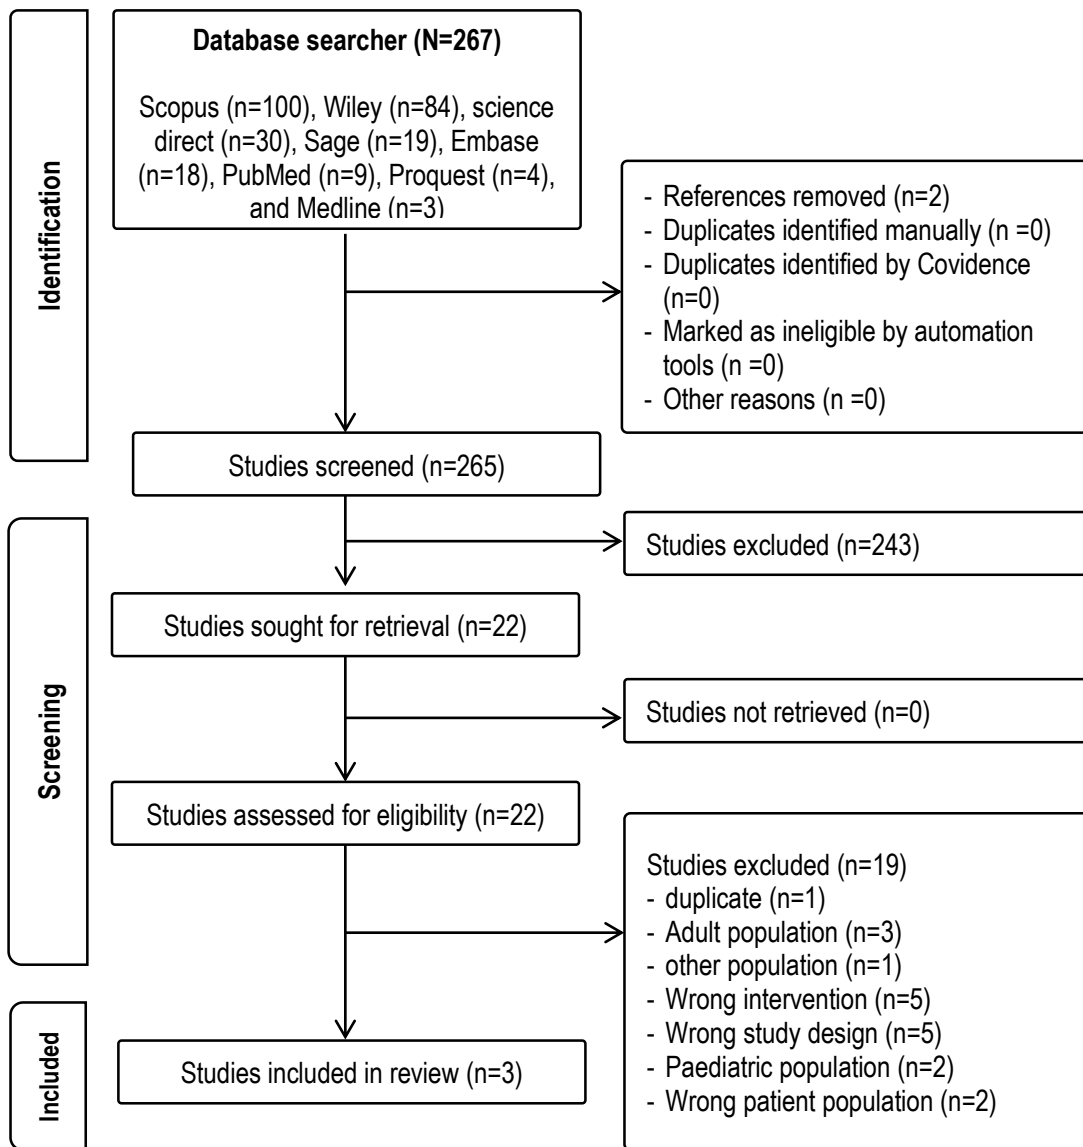 Identification
Database searcher (N=267)
Scopus (n=100), Wiley (n=84), science
direct (n=30), Sage (n=19), Embase
(n=18), PubMed (n=9), Proquest (n=4),
and Medline (n=3)
- References removed (n=2)
- Duplicates identified manually (n =0)
- Duplicates identified by Covidence
(n=0)
- Marked as ineligible by automation
tools (n =0)
- Other reasons (n =0)
Studies screened (n=265)
Screening
Studies excluded (n=243)
Studies sought for retrieval (n=22)
Studies not retrieved (n=0)
Studies assessed for eligibility (n=22)
Studies excluded (n=19)
- duplicate (n=1)
- Adult population (n=3)
- other population (n=1)
- Wrong intervention (n=5)
- Wrong study design (n=5)
- Paediatric population (n=2)
- Wrong patient population (n=2)
Included
Studies included in review (n=3)